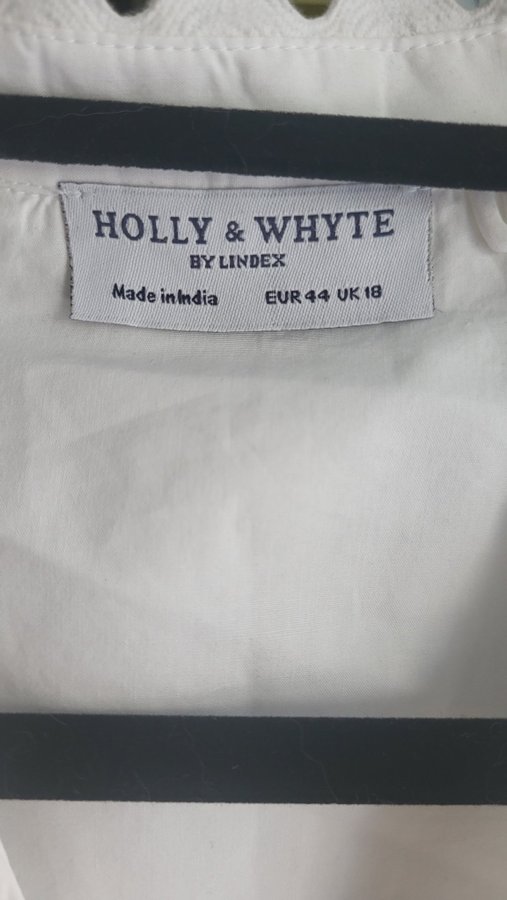 HOLLY & WHYTE
BY LINDEX
Made in India EUR 44 UK 18